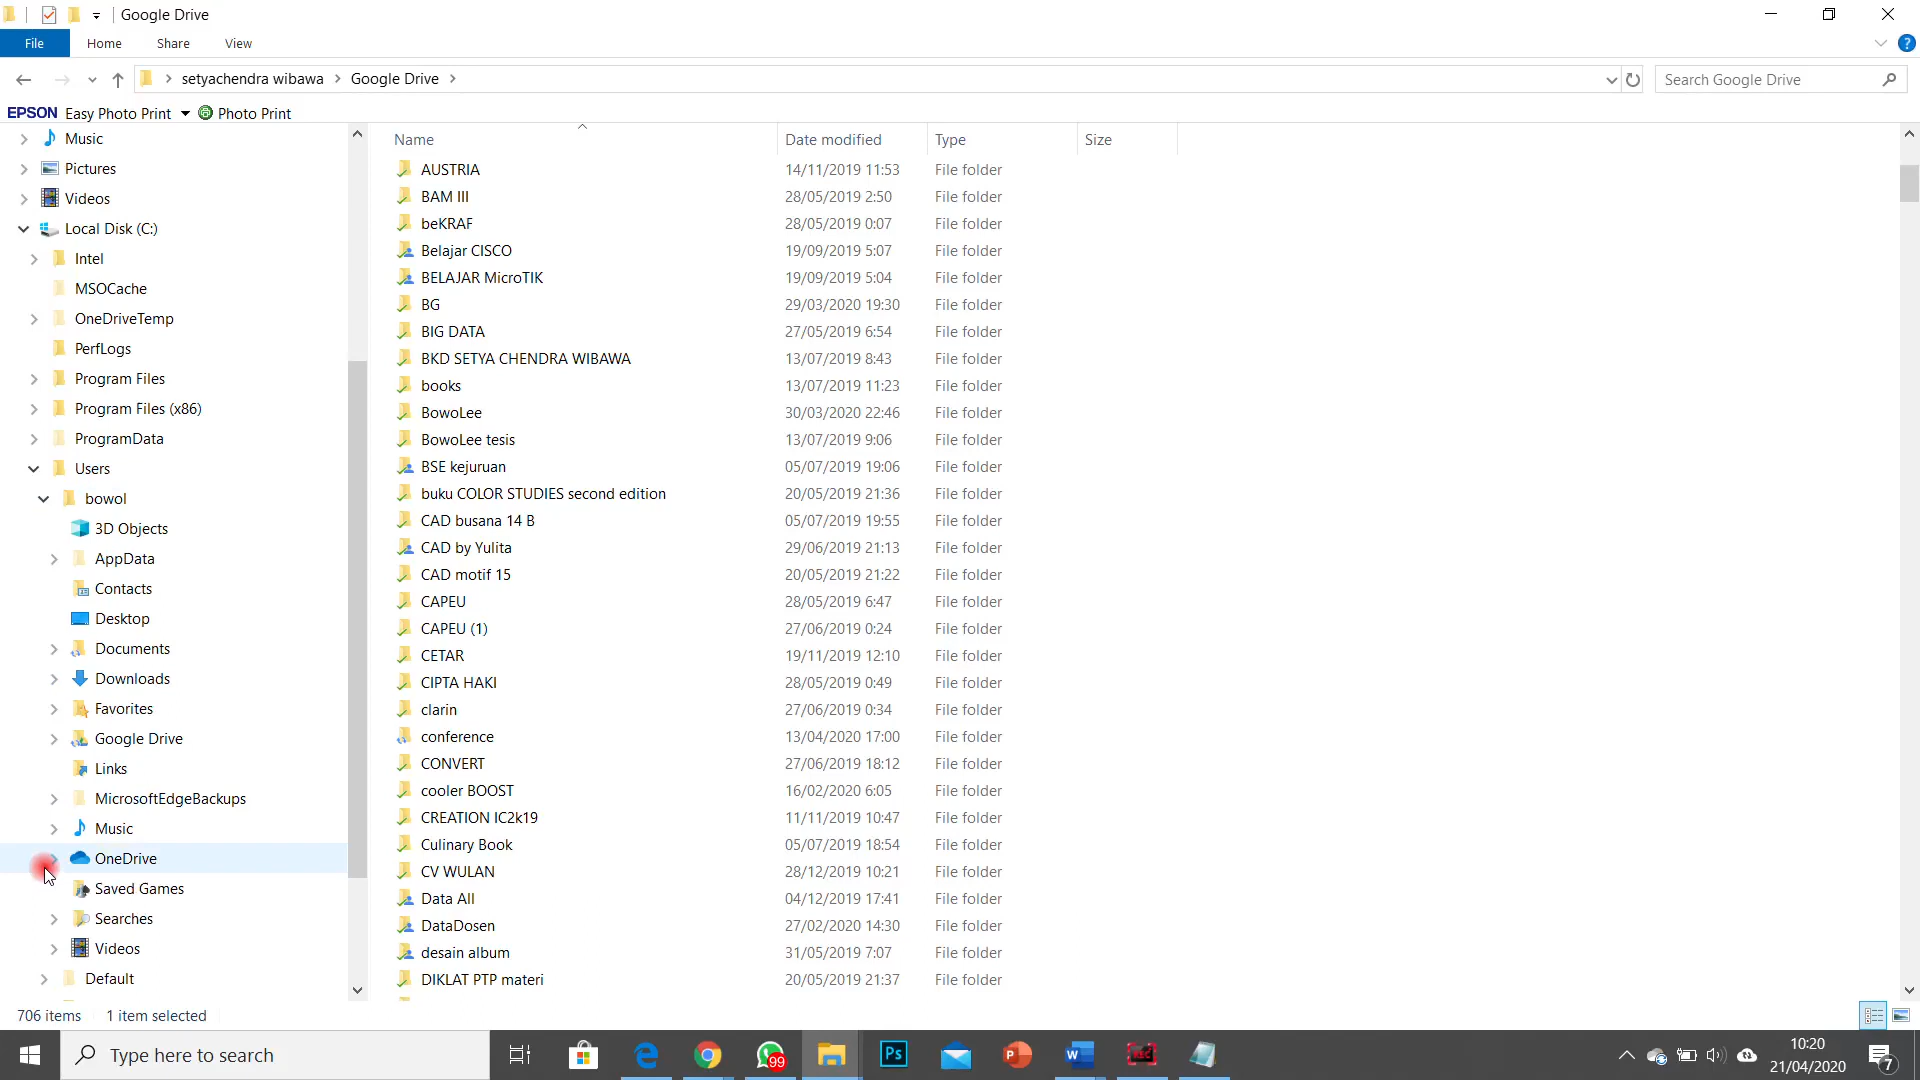 Google Drive
File Home Share View
setyachendra wibawa Google Drive
Search Google Drive
EPSON Easy Photo Print Photo Print
Music
Pictures
Videos
Local Disk (C:)
Intel
MSOCache
OneDriveTemp
PerfLogs
Program Files
Program Files (x86)
ProgramData
Users
bowol
3D Objects
AppData
Contacts
Desktop
Documents
Downloads
Favorites
Google Drive
Links
MicrosoftEdgeBackups
Music
OneDrive
Saved Games
Searches
Videos
Default
Name Date modified Type Size
AUSTRIA 14/11/2019 11:53 File folder
BAM III 28/05/2019 2:50 File folder
beKRAF 28/05/2019 0:07 File folder
Belajar CISCO 19/09/2019 5:07 File folder
BELAJAR MicroTIK 19/09/2019 5:04 File folder
BG 29/03/2020 19:30 File folder
BIG DATA 27/05/2019 6:54 File folder
BKD SETYA CHENDRA WIBAWA 13/07/2019 8:43 File folder
books 13/07/2019 11:23 File folder
BowoLee 30/03/2020 22:46 File folder
BowoLee tesis 13/07/2019 9:06 File folder
BSE kejuruan 05/07/2019 19:06 File folder
buku COLOR STUDIES second edition 20/05/2019 21:36 File folder
CAD busana 14 B 05/07/2019 19:55 File folder
CAD by Yulita 29/06/2019 21:13 File folder
CAD motif 15 20/05/2019 21:22 File folder
CAPEU 28/05/2019 6:47 File folder
CAPEU (1) 27/06/2019 0:24 File folder
CETAR 19/11/2019 12:10 File folder
CIPTA HAKI 28/05/2019 0:49 File folder
clarin 27/06/2019 0:34 File folder
conference 13/04/2020 17:00 File folder
CONVERT 27/06/2019 18:12 File folder
cooler BOOST 16/02/2020 6:05 File folder
CREATION IC2k19 11/11/2019 10:47 File folder
Culinary Book 05/07/2019 18:54 File folder
CV WULAN 28/12/2019 10:21 File folder
Data All 04/12/2019 17:41 File folder
DataDosen 27/02/2020 14:30 File folder
desain album 31/05/2019 7:07 File folder
DIKLAT PTP materi 20/05/2019 21:37 File folder
706 items 1 item selected
Type here to search
99
Ps
P
W
REC
10:20
21/04/2020
7